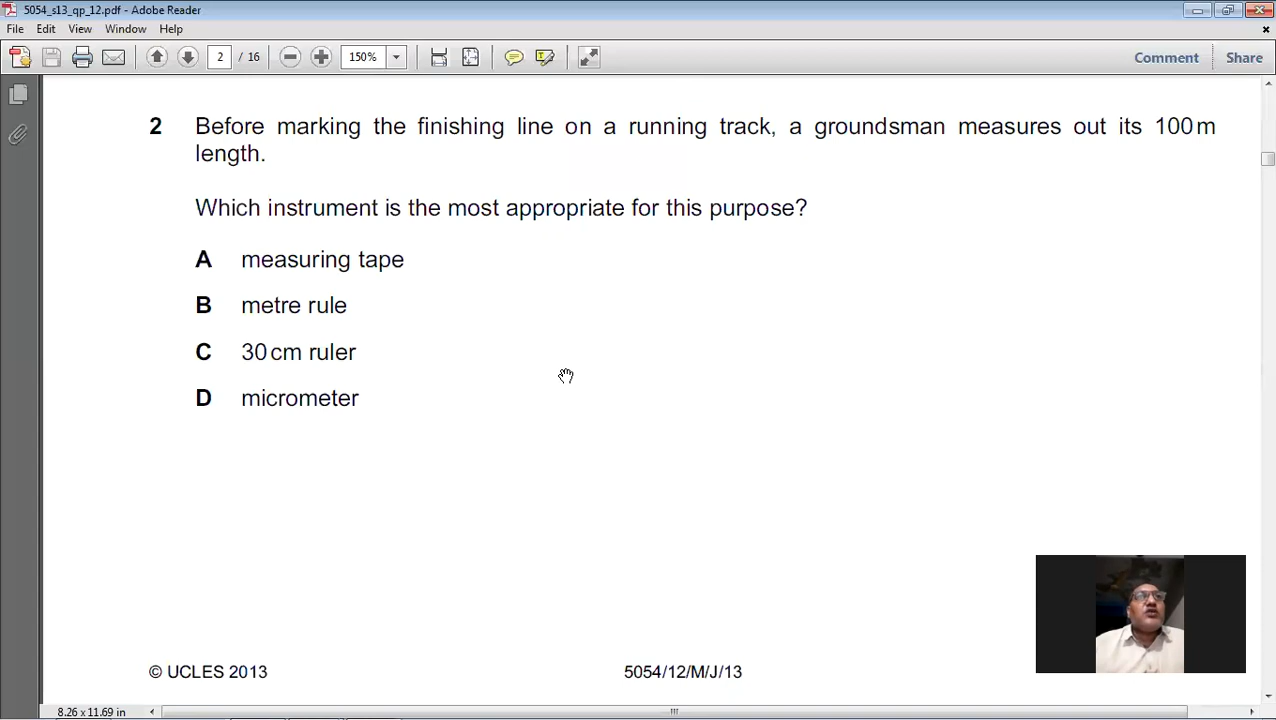 5054_s13_qp_12.pdf - Adobe Reader
File Edit View Window Help
2 / 16 150% Comment Share
2 Before marking the finishing line on a running track, a groundsman measures out its 100 m
length.
Which instrument is the most appropriate for this purpose?
A measuring tape
B metre rule
C 30 cm ruler
D micrometer
© UCLES 2013 5054/12/M/J/13
8.26 x 11.69 in